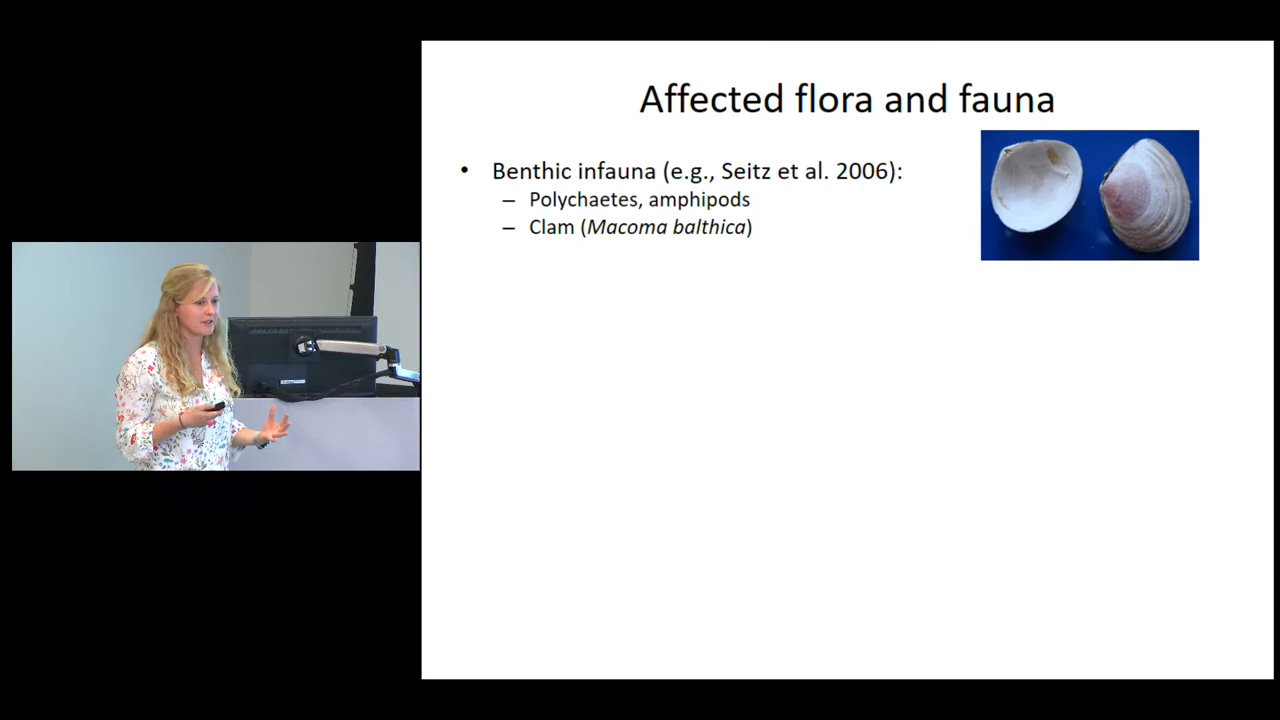 Affected flora and fauna
• Benthic infauna (e.g., Seitz et al. 2006):
– Polychaetes, amphipods
– Clam (Macoma balthica)